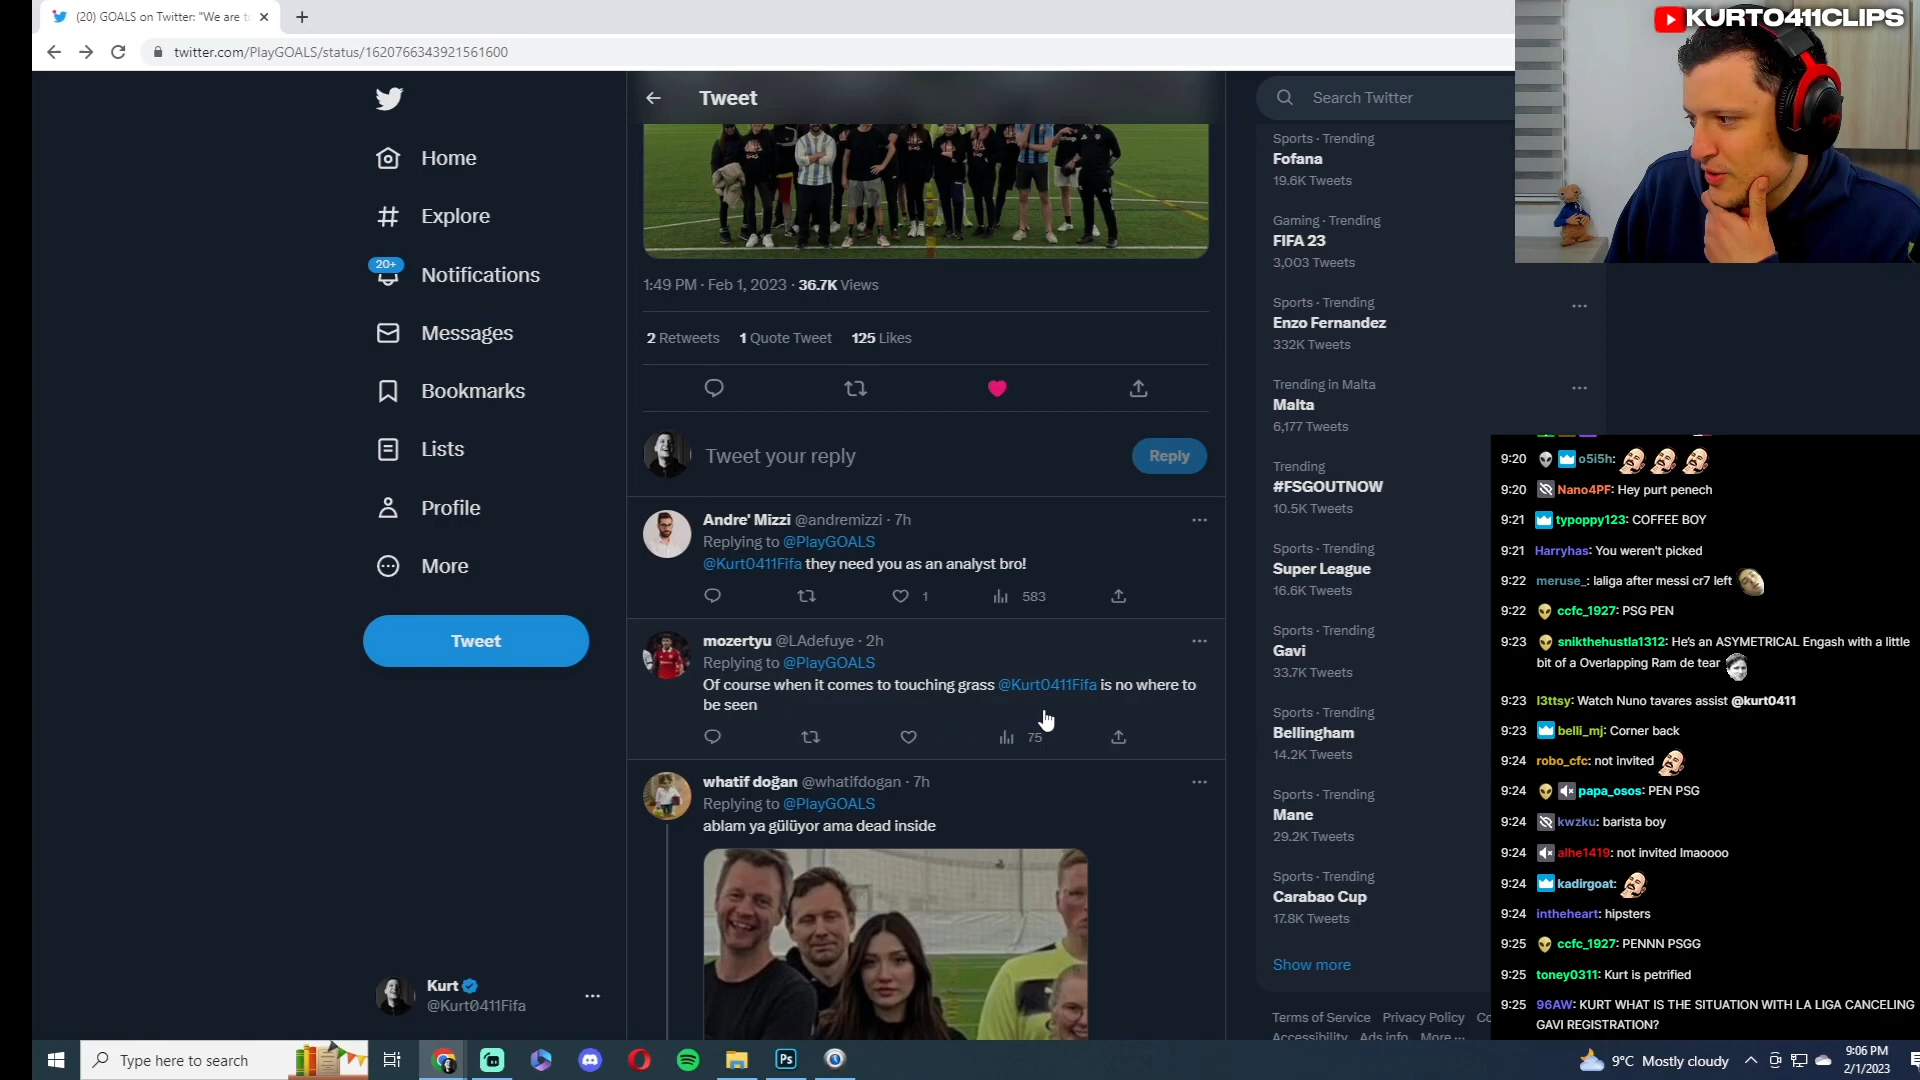 (20) GOALS on Twitter: "We are t
twitter.com/PlayGOALS/status/1620766343921561600
KURT0411CLIPS
Home
Explore
20+
Notifications
Messages
Bookmarks
Lists
Profile
More
Tweet
Kurt
@Kurt0411Fifa
Tweet
1:49 PM · Feb 1, 2023 · 36.7K Views
2 Retweets 1 Quote Tweet 125 Likes
Tweet your reply
Reply
Andre' Mizzi @andremizzi · 7h
Replying to @PlayGOALS
@Kurt0411Fifa they need you as an analyst bro!
1 583
mozertyu @LAdefuye · 2h
Replying to @PlayGOALS
Of course when it comes to touching grass @Kurt0411Fifa is no where to
be seen
75
whatif doğan @whatifdogan · 7h
Replying to @PlayGOALS
ablam ya gülüyor ama dead inside
Search Twitter
Sports · Trending
Fofana
19.6K Tweets
Gaming · Trending
FIFA 23
3,003 Tweets
Sports · Trending
Enzo Fernandez
332K Tweets
Trending in Malta
Malta
6,177 Tweets
Trending
#FSGOUTNOW
10.5K Tweets
Sports · Trending
Super League
16.6K Tweets
Sports · Trending
Gavi
33.7K Tweets
Sports · Trending
Bellingham
14.2K Tweets
Sports · Trending
Mane
29.2K Tweets
Sports · Trending
Carabao Cup
17.8K Tweets
Show more
Terms of Service Privacy Policy Co
Accessibility Ads info More ···
9:20 o5i5h:
9:20 Nano4PF: Hey purt penech
9:21 typoppy123: COFFEE BOY
9:21 Harryhas: You weren't picked
9:22 meruse_: laliga after messi cr7 left
9:22 ccfc_1927: PSG PEN
9:23 snikthehustla1312: He's an ASYMETRICAL Engash with a little
bit of a Overlapping Ram de tear
9:23 l3ttsy: Watch Nuno tavares assist @kurt0411
9:23 belli_mj: Corner back
9:24 robo_cfc: not invited
9:24 papa_osos: PEN PSG
9:24 kwzku: barista boy
9:24 alhe1419: not invited lmaoooo
9:24 kadirgoat:
9:24 intheheart: hipsters
9:25 ccfc_1927: PENNN PSGG
9:25 toney0311: Kurt is petrified
9:25 96AW: KURT WHAT IS THE SITUATION WITH LA LIGA CANCELING
GAVI REGISTRATION?
Type here to search
Ps
9°C Mostly cloudy
9:06 PM
2/1/2023